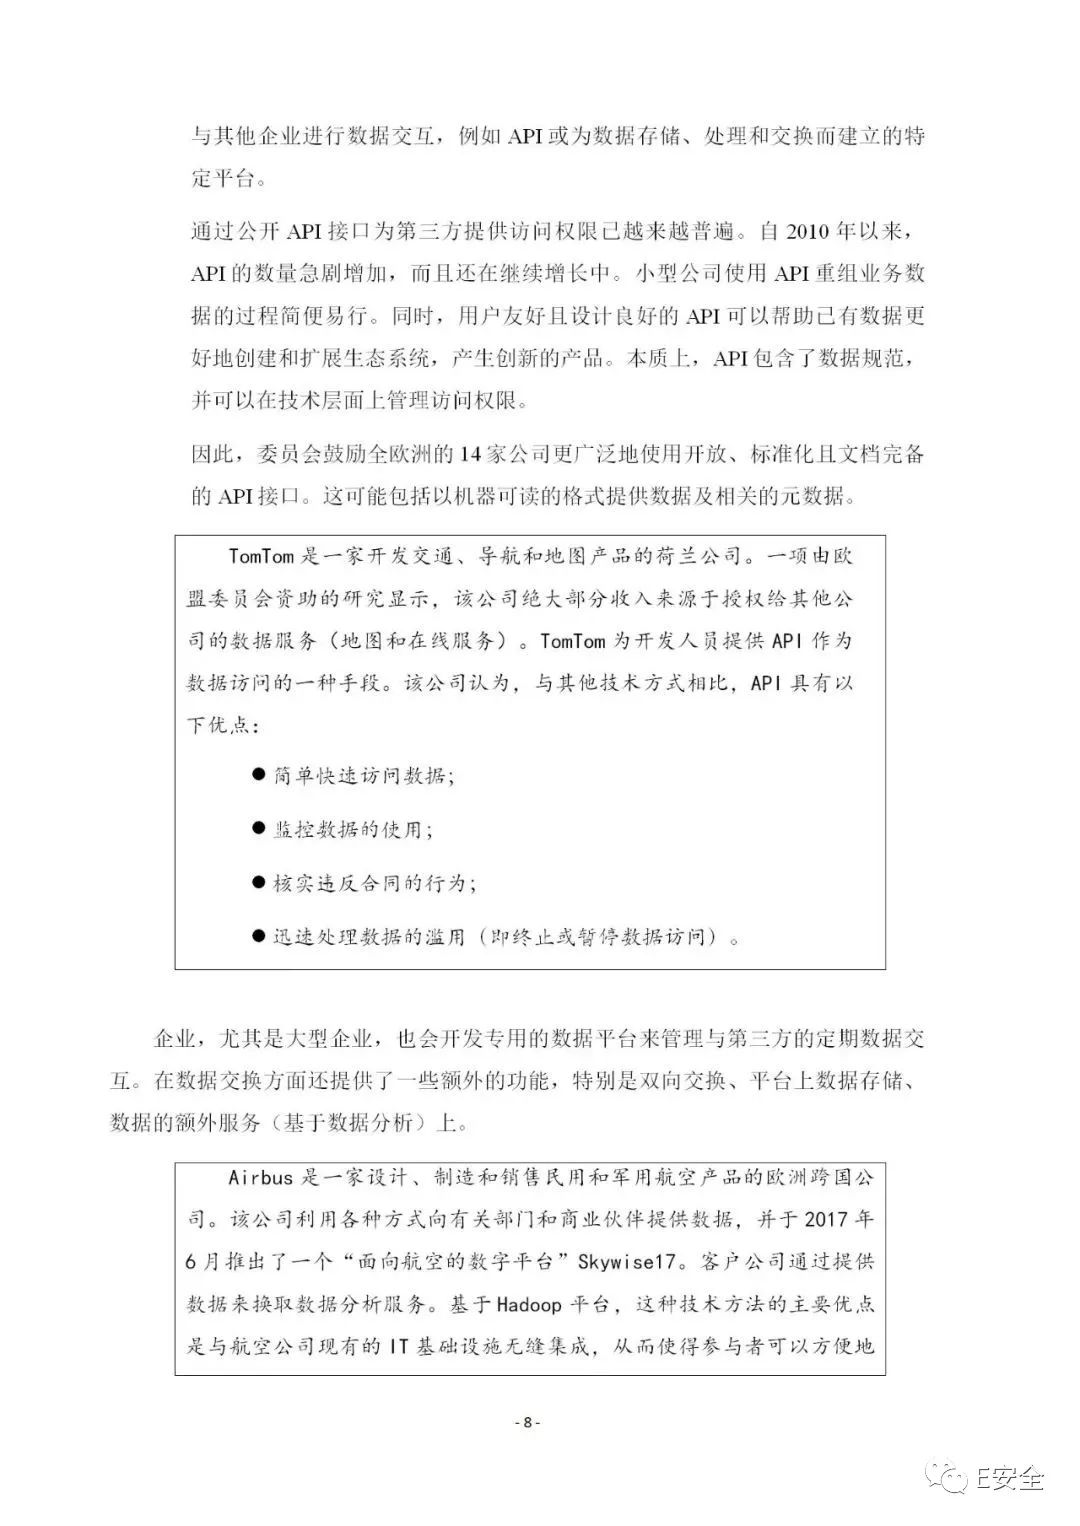 与其他企业进行数据交互，例如 API 或为数据存储、处理和交换而建立的特
定平台。
通过公开 API 接口为第三方提供访问权限已越来越普遍。自 2010 年以来，
API 的数量急剧增加，而且还在继续增长中。小型公司使用 API 重组业务数
据的过程简便易行。同时，用户友好且设计良好的 API 可以帮助已有数据更
好地创建和扩展生态系统，产生创新的产品。本质上，API 包含了数据规范，
并可以在技术层面上管理访问权限。
因此，委员会鼓励全欧洲的 14 家公司更广泛地使用开放、标准化且文档完备
的 API 接口。这可能包括以机器可读的格式提供数据及相关的元数据。
TomTom 是一家开发交通、导航和地图产品的荷兰公司。一项由欧
盟委员会资助的研究显示，该公司绝大部分收入来源于授权给其他公
司的数据服务（地图和在线服务）。TomTom 为开发人员提供 API 作为
数据访问的一种手段。该公司认为，与其他技术方式相比，API 具有以
下优点：
● 简单快速访问数据；
● 监控数据的使用；
● 核实违反合同的行为；
● 迅速处理数据的滥用（即终止或暂停数据访问）。
企业，尤其是大型企业，也会开发专用的数据平台来管理与第三方的定期数据交
互。在数据交换方面还提供了一些额外的功能，特别是双向交换、平台上数据存储、
数据的额外服务（基于数据分析）上。
Airbus 是一家设计、制造和销售民用和军用航空产品的欧洲跨国公
司。该公司利用各种方式向有关部门和商业伙伴提供数据，并于 2017 年
6 月推出了一个“面向航空的数字平台”Skywise17。客户公司通过提供
数据来换取数据分析服务。基于 Hadoop 平台，这种技术方法的主要优点
是与航空公司现有的 IT 基础设施无缝集成，从而使得参与者可以方便地
- 8 -
E安全